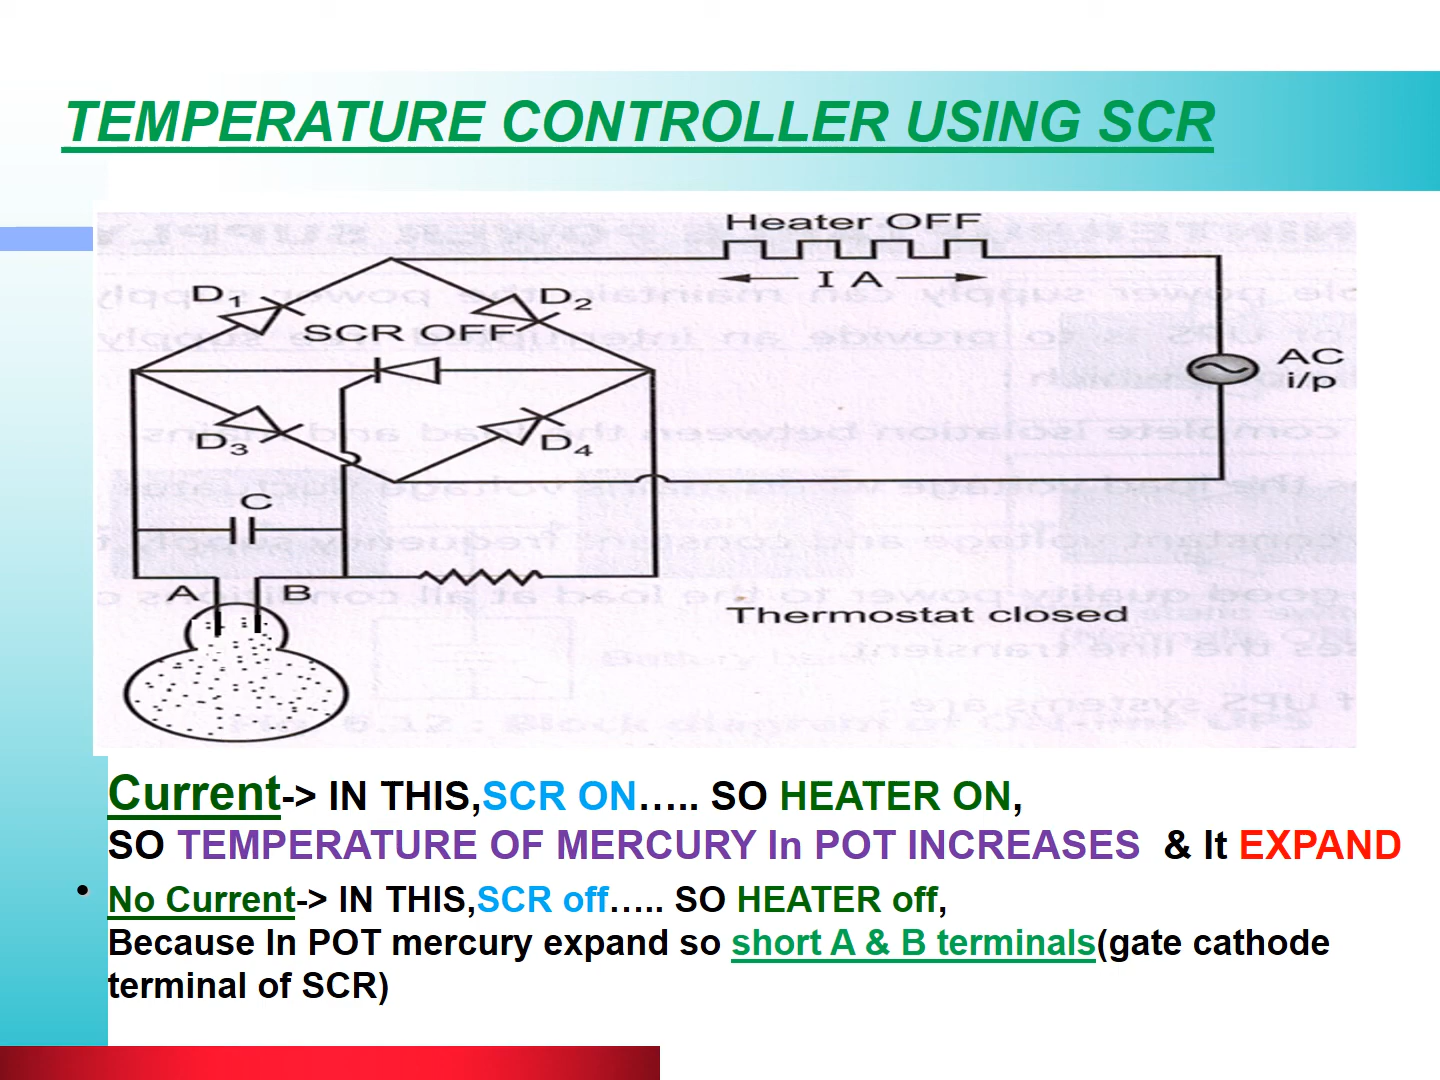 TEMPERATURE CONTROLLER USING SCR
Heater OFF
I A
D1
D2
SCR OFF
AC
i/p
D3
D4
C
A
B
Thermostat closed
Current-> IN THIS,SCR ON….. SO HEATER ON,
SO TEMPERATURE OF MERCURY In POT INCREASES & It EXPAND
• No Current-> IN THIS,SCR off….. SO HEATER off,
Because In POT mercury expand so short A & B terminals(gate cathode
terminal of SCR)